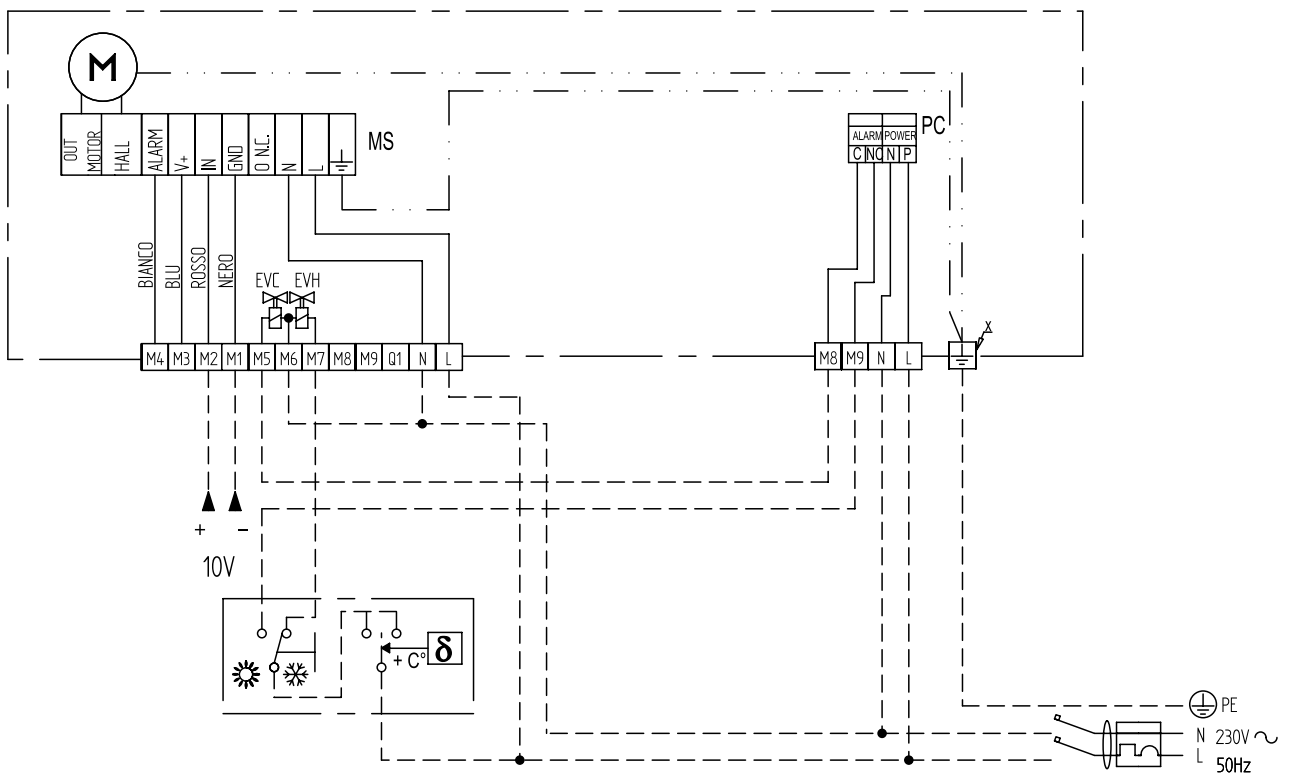 M
OUT
MOTOR
HALL
ALARM
V+
IN
GND
O N.C.
N
L
MS
PC
ALARM POWER
C NC N P
BIANCO
BLU
ROSSO
NERO
EVC EVH
X
M4 M3 M2 M1 M5 M6 M7 M8 M9 Q1 N L
M8 M9 N L
+ -
10V
+ C° δ
PE
N 230V
L 50Hz